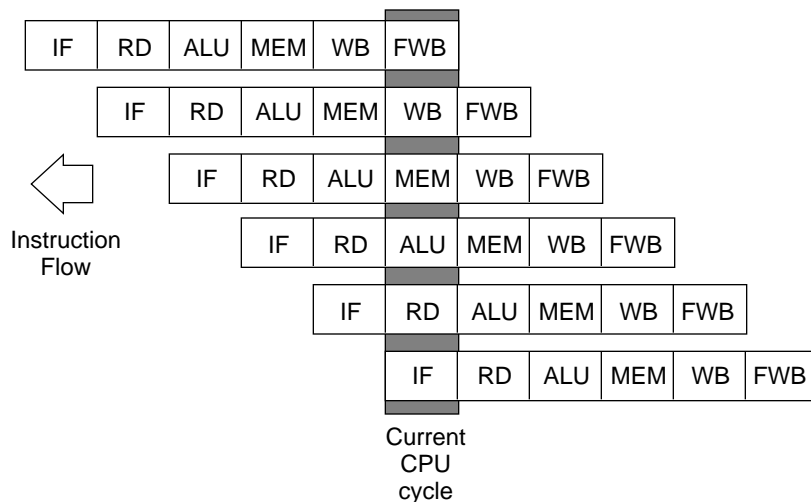 IF RD ALU MEM WB FWB
IF RD ALU MEM WB FWB
IF RD ALU MEM WB FWB
Instruction
Flow
IF RD ALU MEM WB FWB
IF RD ALU MEM WB FWB
IF RD ALU MEM WB FWB
Current
CPU
cycle